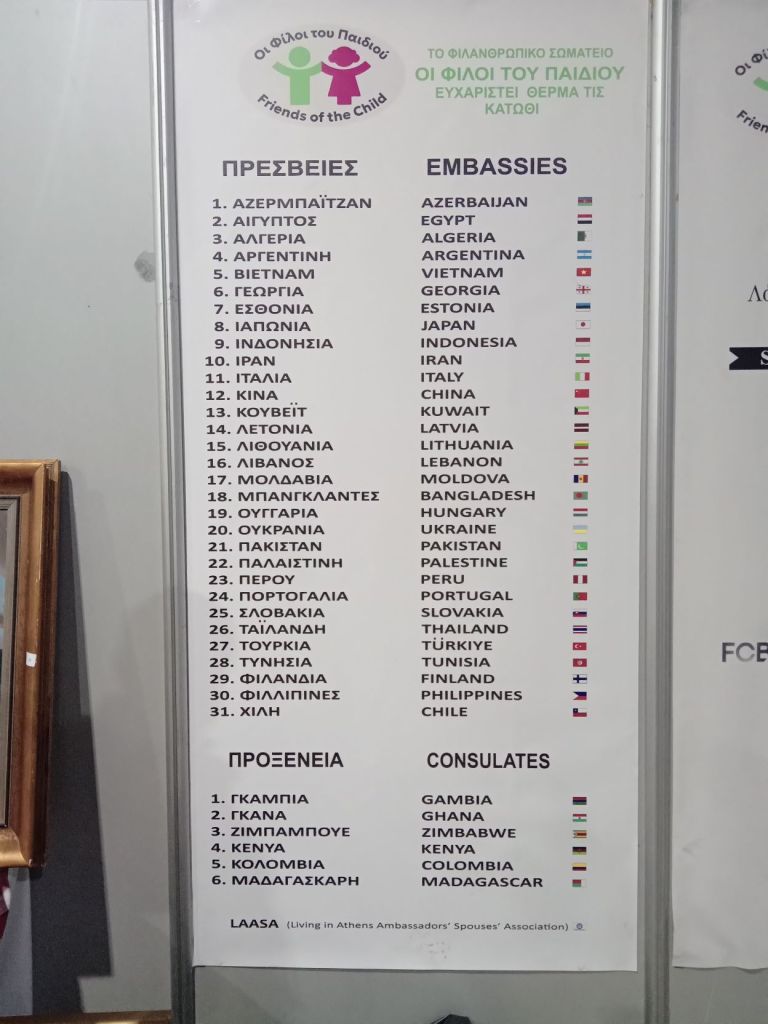 Οι Φίλοι του Παιδιού
Friends of the Child
ΤΟ ΦΙΛΑΝΘΡΩΠΙΚΟ ΣΩΜΑΤΕΙΟ
ΟΙ ΦΙΛΟΙ ΤΟΥ ΠΑΙΔΙΟΥ
ΕΥΧΑΡΙΣΤΕΙ ΘΕΡΜΑ ΤΙΣ
ΚΑΤΩΘΙ
ΠΡΕΣΒΕΙΕΣ EMBASSIES
1. ΑΖΕΡΜΠΑΪΤΖΑΝ AZERBAIJAN
2. ΑΙΓΥΠΤΟΣ EGYPT
3. ΑΛΓΕΡΙΑ ALGERIA
4. ΑΡΓΕΝΤΙΝΗ ARGENTINA
5. ΒΙΕΤΝΑΜ VIETNAM
6. ΓΕΩΡΓΙΑ GEORGIA
7. ΕΣΘΟΝΙΑ ESTONIA
8. ΙΑΠΩΝΙΑ JAPAN
9. ΙΝΔΟΝΗΣΙΑ INDONESIA
10. ΙΡΑΝ IRAN
11. ΙΤΑΛΙΑ ITALY
12. ΚΙΝΑ CHINA
13. ΚΟΥΒΕΪΤ KUWAIT
14. ΛΕΤΟΝΙΑ LATVIA
15. ΛΙΘΟΥΑΝΙΑ LITHUANIA
16. ΛΙΒΑΝΟΣ LEBANON
17. ΜΟΛΔΑΒΙΑ MOLDOVA
18. ΜΠΑΝΓΚΛΑΝΤΕΣ BANGLADESH
19. ΟΥΓΓΑΡΙΑ HUNGARY
20. ΟΥΚΡΑΝΙΑ UKRAINE
21. ΠΑΚΙΣΤΑΝ PAKISTAN
22. ΠΑΛΑΙΣΤΙΝΗ PALESTINE
23. ΠΕΡΟΥ PERU
24. ΠΟΡΤΟΓΑΛΙΑ PORTUGAL
25. ΣΛΟΒΑΚΙΑ SLOVAKIA
26. ΤΑΪΛΑΝΔΗ THAILAND
27. ΤΟΥΡΚΙΑ TÜRKIYE
28. ΤΥΝΗΣΙΑ TUNISIA
29. ΦΙΛΑΝΔΙΑ FINLAND
30. ΦΙΛΛΙΠΙΝΕΣ PHILIPPINES
31. ΧΙΛΗ CHILE
ΠΡΟΞΕΝΕΙΑ CONSULATES
1. ΓΚΑΜΠΙΑ GAMBIA
2. ΓΚΑΝΑ GHANA
3. ΖΙΜΠΑΜΠΟΥΕ ZIMBABWE
4. ΚΕΝΥΑ KENYA
5. ΚΟΛΟΜΒΙΑ COLOMBIA
6. ΜΑΔΑΓΑΣΚΑΡΗ MADAGASCAR
LAASA (Living in Athens Ambassadors' Spouses' Association)